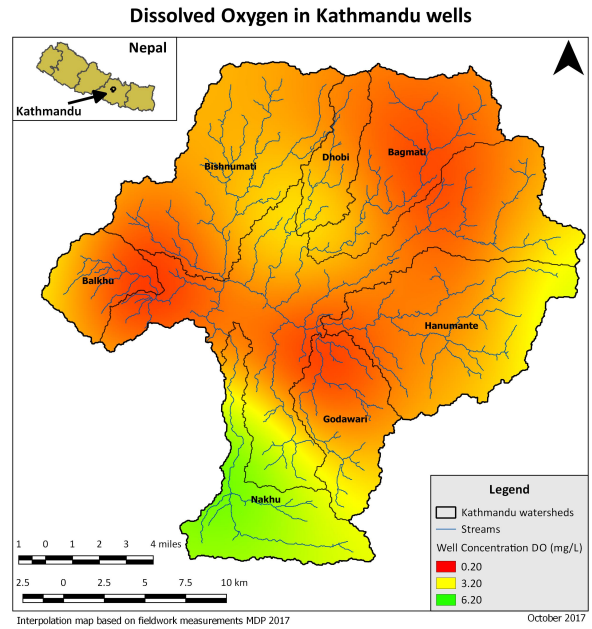 Dissolved Oxygen in Kathmandu wells
Nepal
Kathmandu
Bishnumati
Dhobi
Bagmati
Balkhu
Hanumante
Godawari
Nakhu
Legend
Kathmandu watersheds
Streams
Well Concentration DO (mg/L)
0.20
3.20
6.20
1 0 1 2 3 4 miles
2.5 0 2.5 5 7.5 10 km
Interpolation map based on fieldwork measurements MDP 2017
October 2017